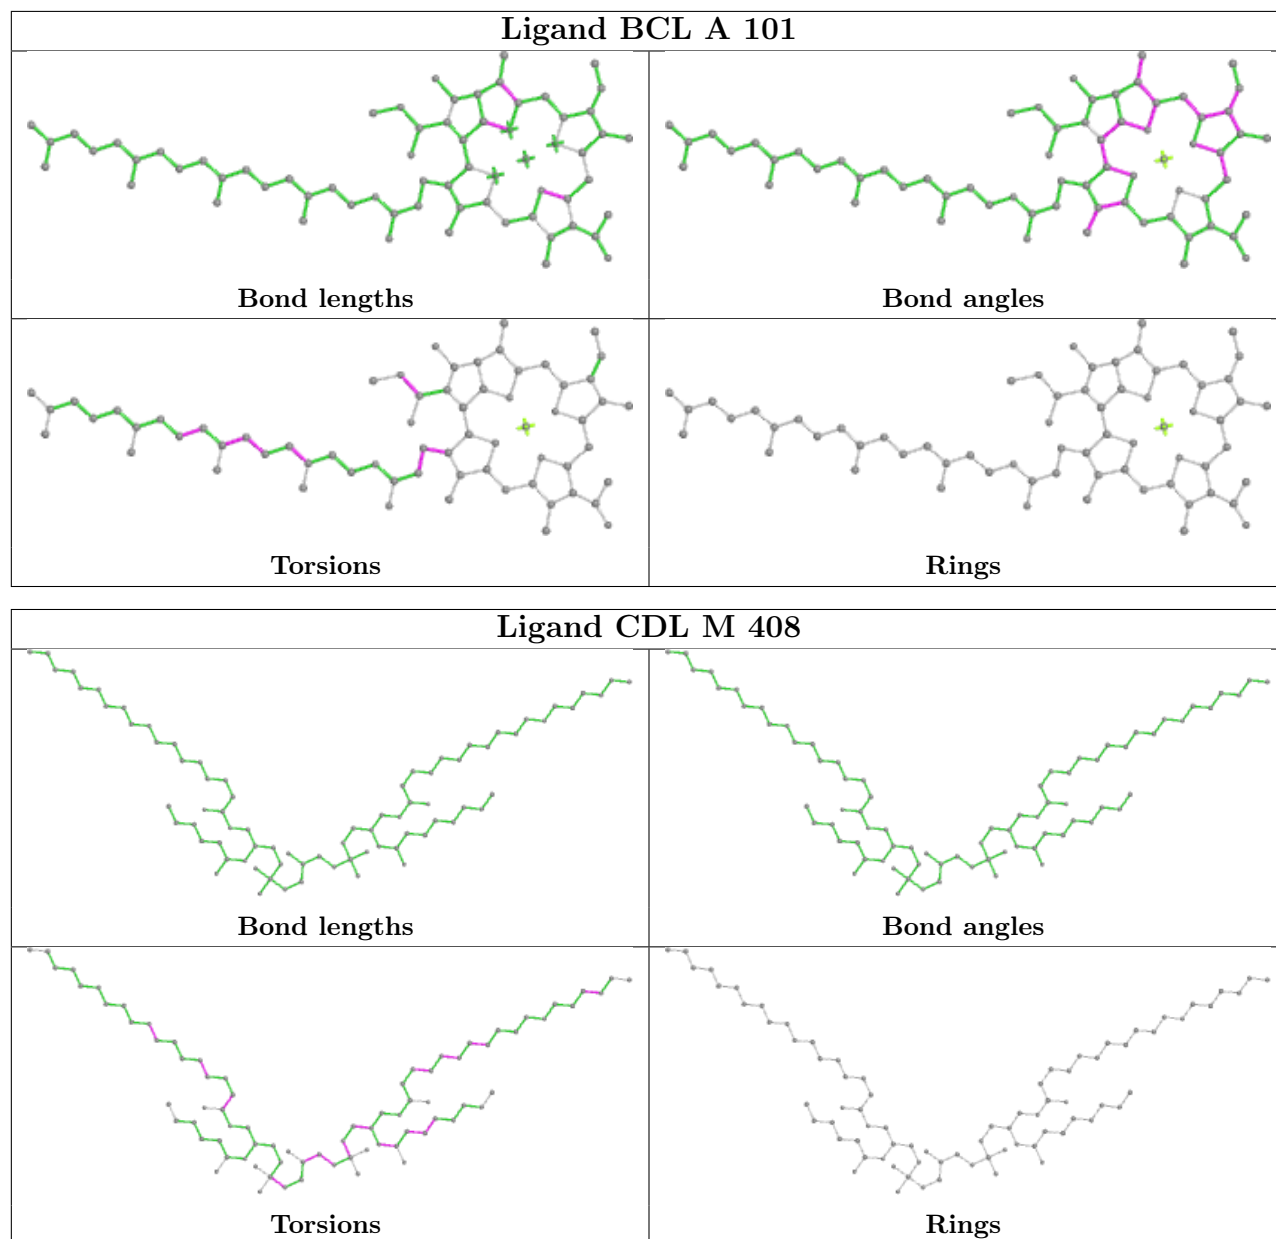 Ligand BCL A 101
Bond lengths
Bond angles
Torsions
Rings
Ligand CDL M 408
Bond lengths
Bond angles
Torsions
Rings